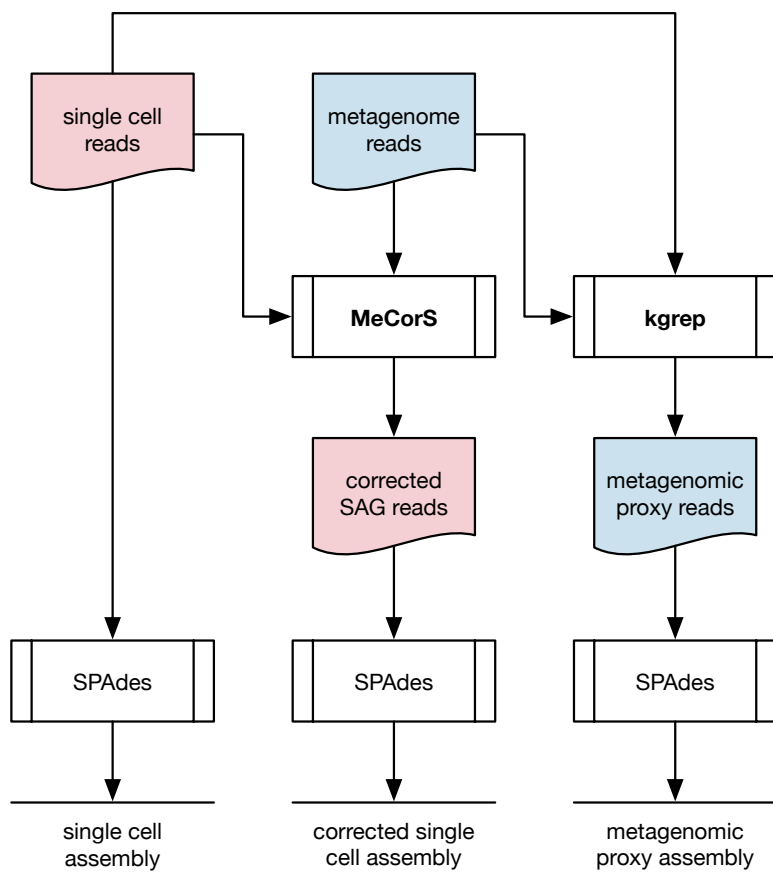 single cell
reads
metagenome
reads
MeCorS
kgrep
corrected
SAG reads
metagenomic
proxy reads
SPAdes
SPAdes
SPAdes
single cell
assembly
corrected single
cell assembly
metagenomic
proxy assembly